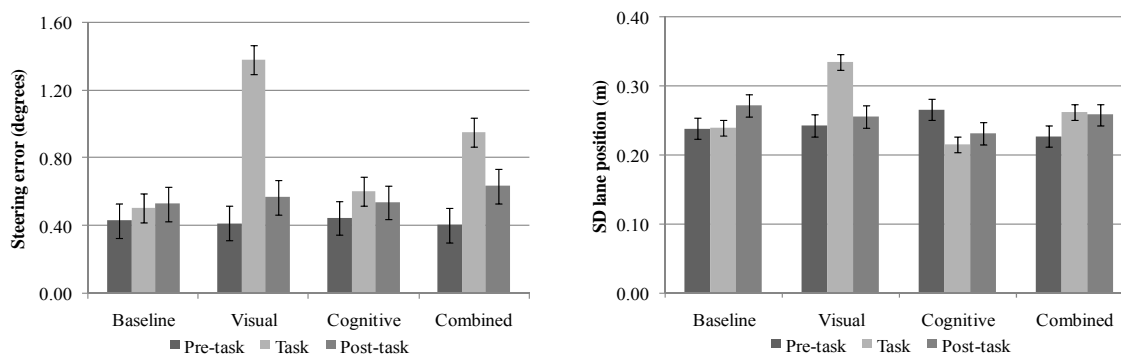 Steering error (degrees)
1.60
1.20
0.80
0.40
0.00
Baseline Visual Cognitive Combined
Pre-task Task Post-task
SD lane position (m)
0.40
0.30
0.20
0.10
0.00
Baseline Visual Cognitive Combined
Pre-task Task Post-task